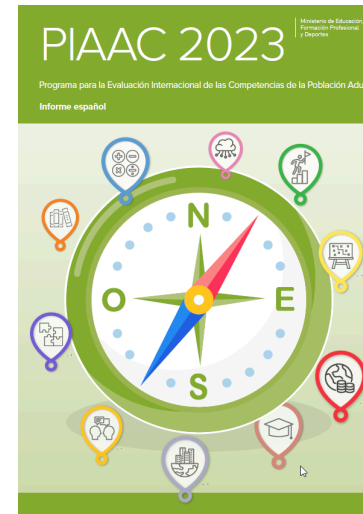 PIAAC 2023
Ministerio de Educación,
Formación Profesional
y Deportes
Programa para la Evaluación Internacional de las Competencias de la Población Adu
Informe español
N
O
E
S